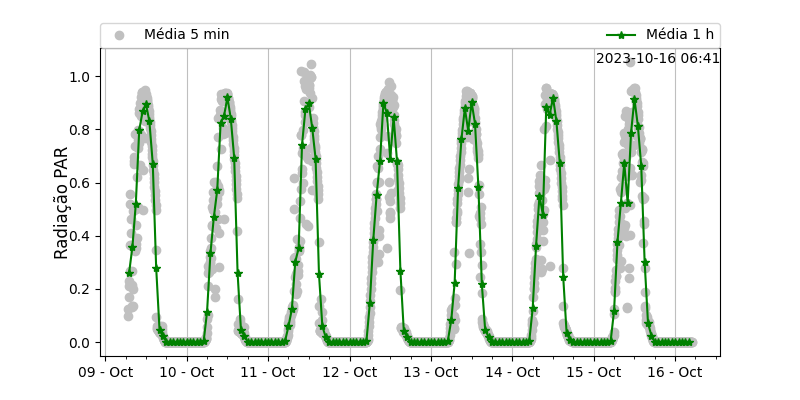 Média 5 min
Média 1 h
2023-10-16 06:41
Radiação PAR
1.0
0.8
0.6
0.4
0.2
0.0
09 - Oct
10 - Oct
11 - Oct
12 - Oct
13 - Oct
14 - Oct
15 - Oct
16 - Oct